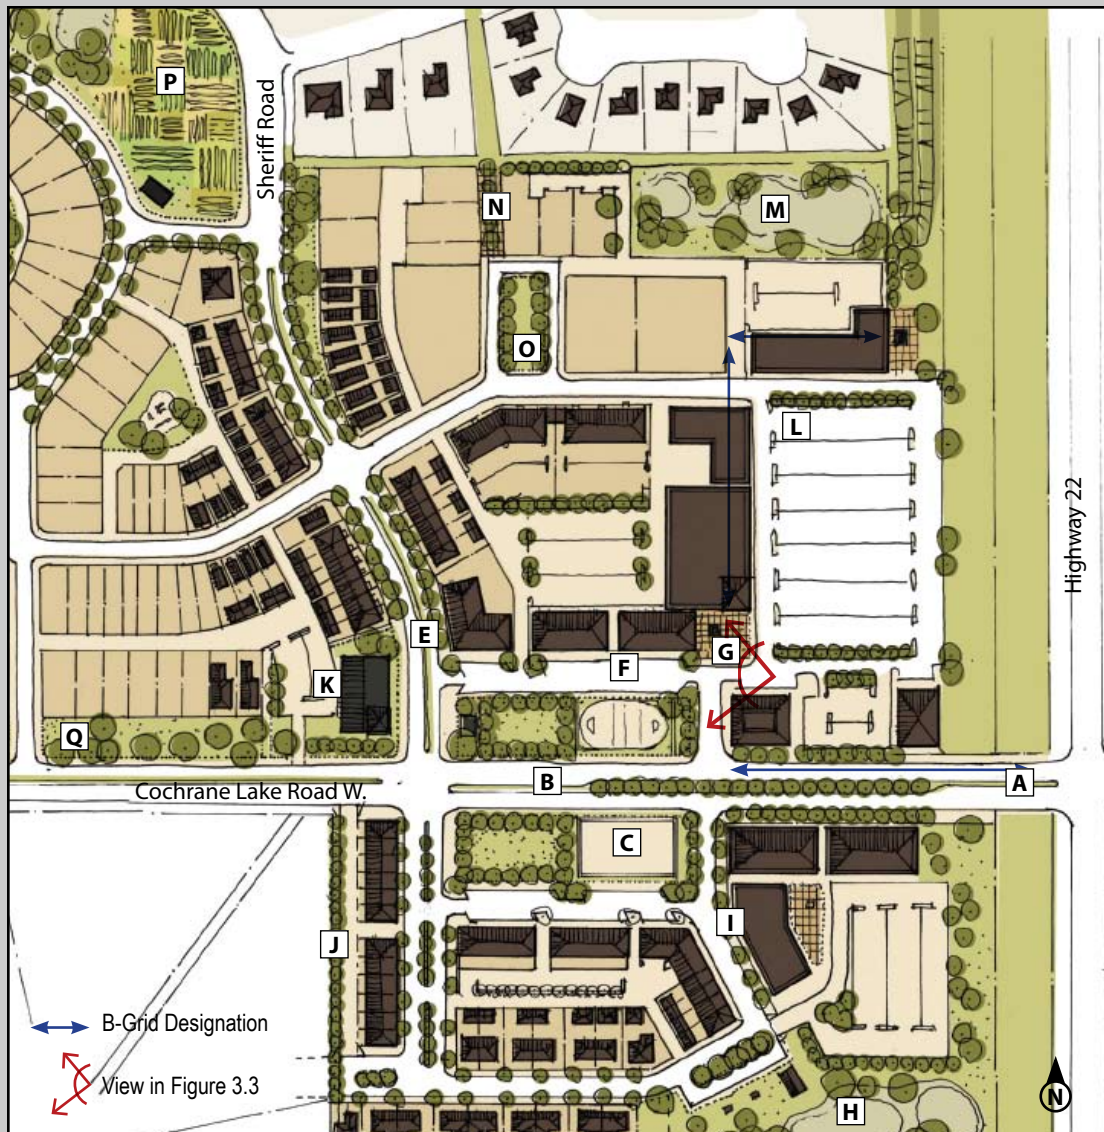 P
Sheriff Road
N
M
O
L
Highway 22
E
G
F
K
Q
B
A
Cochrane Lake Road W.
C
I
J
B-Grid Designation
View in Figure 3.3
H
N